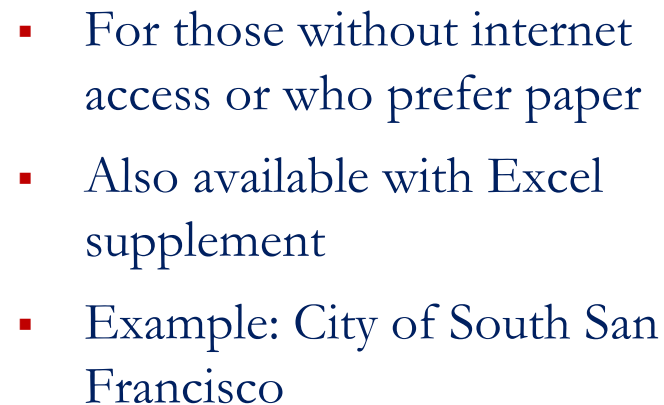 ▪ For those without internet
access or who prefer paper
▪ Also available with Excel
supplement
▪ Example: City of South San
Francisco